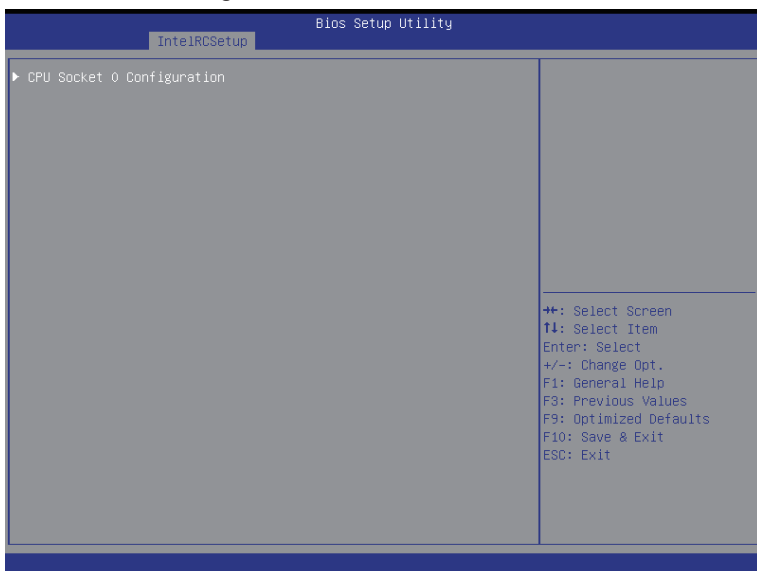 Bios Setup Utility
IntelRCSetup
▶ CPU Socket 0 Configuration
→←: Select Screen
↑↓: Select Item
Enter: Select
+/-: Change Opt.
F1: General Help
F3: Previous Values
F9: Optimized Defaults
F10: Save & Exit
ESC: Exit